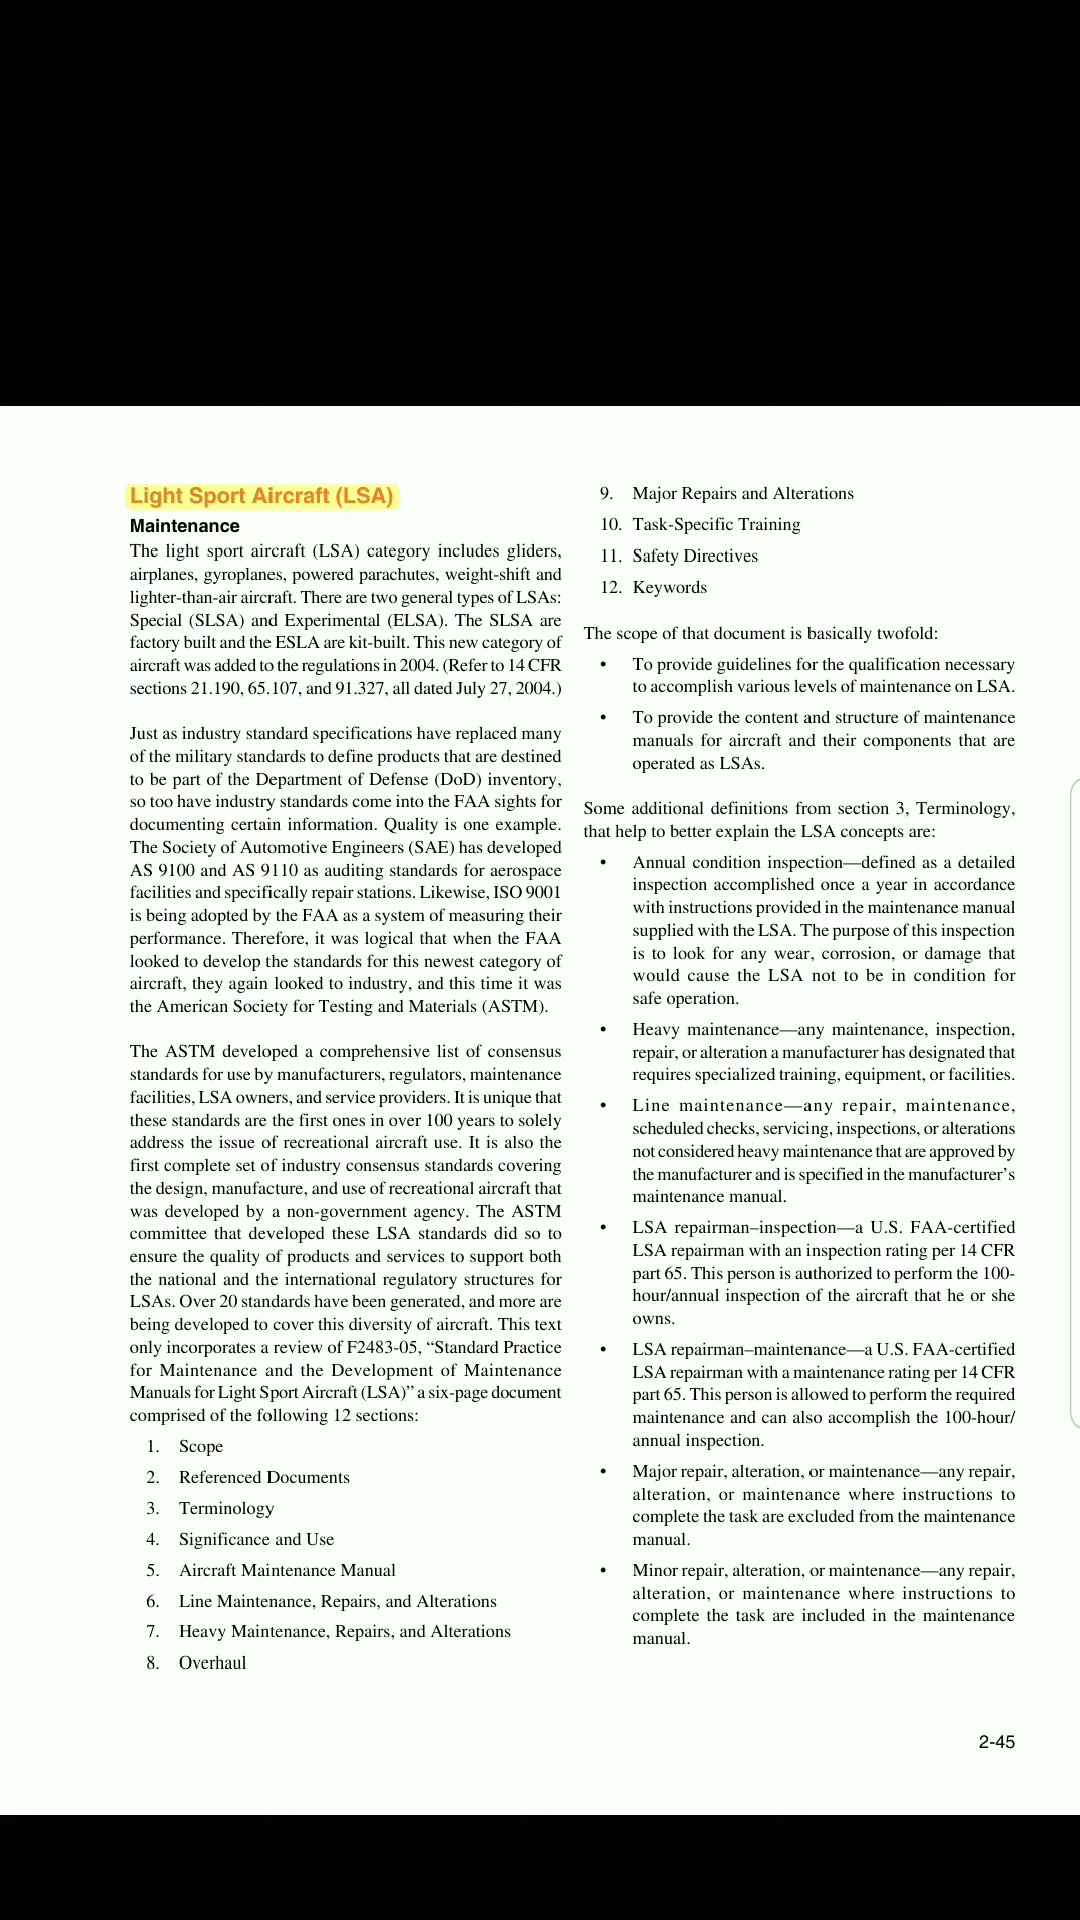 Light Sport Aircraft (LSA)
Maintenance
The light sport aircraft (LSA) category includes gliders,
airplanes, gyroplanes, powered parachutes, weight-shift and
lighter-than-air aircraft. There are two general types of LSAs:
Special (SLSA) and Experimental (ELSA). The SLSA are
factory built and the ESLA are kit-built. This new category of
aircraft was added to the regulations in 2004. (Refer to 14 CFR
sections 21.190, 65.107, and 91.327, all dated July 27, 2004.)
Just as industry standard specifications have replaced many
of the military standards to define products that are destined
to be part of the Department of Defense (DoD) inventory,
so too have industry standards come into the FAA sights for
documenting certain information. Quality is one example.
The Society of Automotive Engineers (SAE) has developed
AS 9100 and AS 9110 as auditing standards for aerospace
facilities and specifically repair stations. Likewise, ISO 9001
is being adopted by the FAA as a system of measuring their
performance. Therefore, it was logical that when the FAA
looked to develop the standards for this newest category of
aircraft, they again looked to industry, and this time it was
the American Society for Testing and Materials (ASTM).
The ASTM developed a comprehensive list of consensus
standards for use by manufacturers, regulators, maintenance
facilities, LSA owners, and service providers. It is unique that
these standards are the first ones in over 100 years to solely
address the issue of recreational aircraft use. It is also the
first complete set of industry consensus standards covering
the design, manufacture, and use of recreational aircraft that
was developed by a non-government agency. The ASTM
committee that developed these LSA standards did so to
ensure the quality of products and services to support both
the national and the international regulatory structures for
LSAs. Over 20 standards have been generated, and more are
being developed to cover this diversity of aircraft. This text
only incorporates a review of F2483-05, “Standard Practice
for Maintenance and the Development of Maintenance
Manuals for Light Sport Aircraft (LSA)” a six-page document
comprised of the following 12 sections:
1. Scope
2. Referenced Documents
3. Terminology
4. Significance and Use
5. Aircraft Maintenance Manual
6. Line Maintenance, Repairs, and Alterations
7. Heavy Maintenance, Repairs, and Alterations
8. Overhaul
9. Major Repairs and Alterations
10. Task-Specific Training
11. Safety Directives
12. Keywords
The scope of that document is basically twofold:
• To provide guidelines for the qualification necessary
to accomplish various levels of maintenance on LSA.
• To provide the content and structure of maintenance
manuals for aircraft and their components that are
operated as LSAs.
Some additional definitions from section 3, Terminology,
that help to better explain the LSA concepts are:
• Annual condition inspection—defined as a detailed
inspection accomplished once a year in accordance
with instructions provided in the maintenance manual
supplied with the LSA. The purpose of this inspection
is to look for any wear, corrosion, or damage that
would cause the LSA not to be in condition for
safe operation.
• Heavy maintenance—any maintenance, inspection,
repair, or alteration a manufacturer has designated that
requires specialized training, equipment, or facilities.
• Line maintenance—any repair, maintenance,
scheduled checks, servicing, inspections, or alterations
not considered heavy maintenance that are approved by
the manufacturer and is specified in the manufacturer’s
maintenance manual.
• LSA repairman–inspection—a U.S. FAA-certified
LSA repairman with an inspection rating per 14 CFR
part 65. This person is authorized to perform the 100-
hour/annual inspection of the aircraft that he or she
owns.
• LSA repairman–maintenance—a U.S. FAA-certified
LSA repairman with a maintenance rating per 14 CFR
part 65. This person is allowed to perform the required
maintenance and can also accomplish the 100-hour/
annual inspection.
• Major repair, alteration, or maintenance—any repair,
alteration, or maintenance where instructions to
complete the task are excluded from the maintenance
manual.
• Minor repair, alteration, or maintenance—any repair,
alteration, or maintenance where instructions to
complete the task are included in the maintenance
manual.
2-45